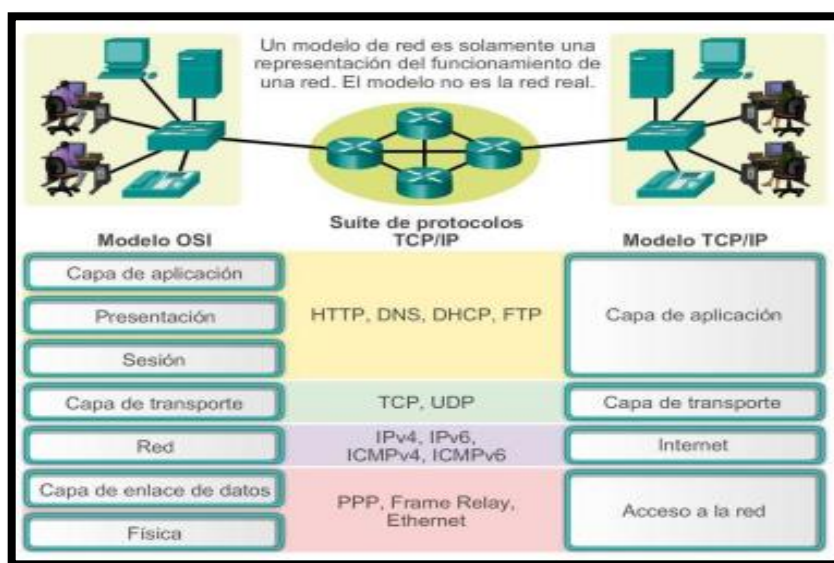 Un modelo de red es solamente una
representación del funcionamiento de
una red. El modelo no es la red real.
Modelo OSI
Suite de protocolos
TCP/IP
Modelo TCP/IP
Capa de aplicación
Presentación
Sesión
HTTP, DNS, DHCP, FTP
Capa de aplicación
Capa de transporte
TCP, UDP
Capa de transporte
Red
IPv4, IPv6,
ICMPv4, ICMPv6
Internet
Capa de enlace de datos
Física
PPP, Frame Relay,
Ethernet
Acceso a la red